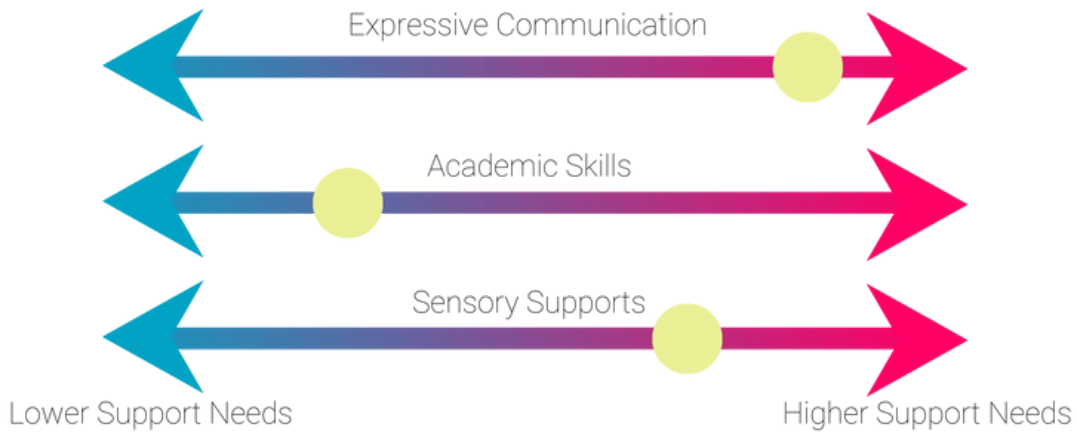 Expressive Communication
Academic Skills
Sensory Supports
Lower Support Needs
Higher Support Needs